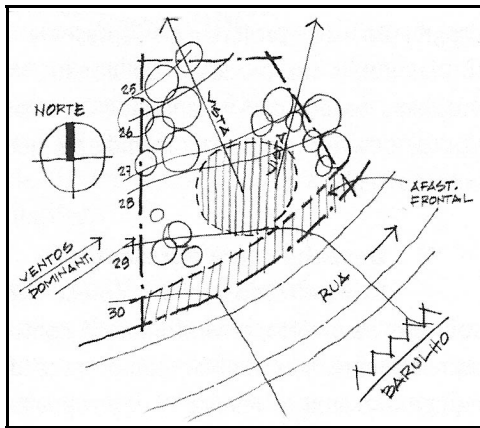 25
26
27
28
29
30
NORTE
VISTA
VISTA
VENTOS
DOMINANT.
AFAST.
FRONTAL
RUA
BARULHO